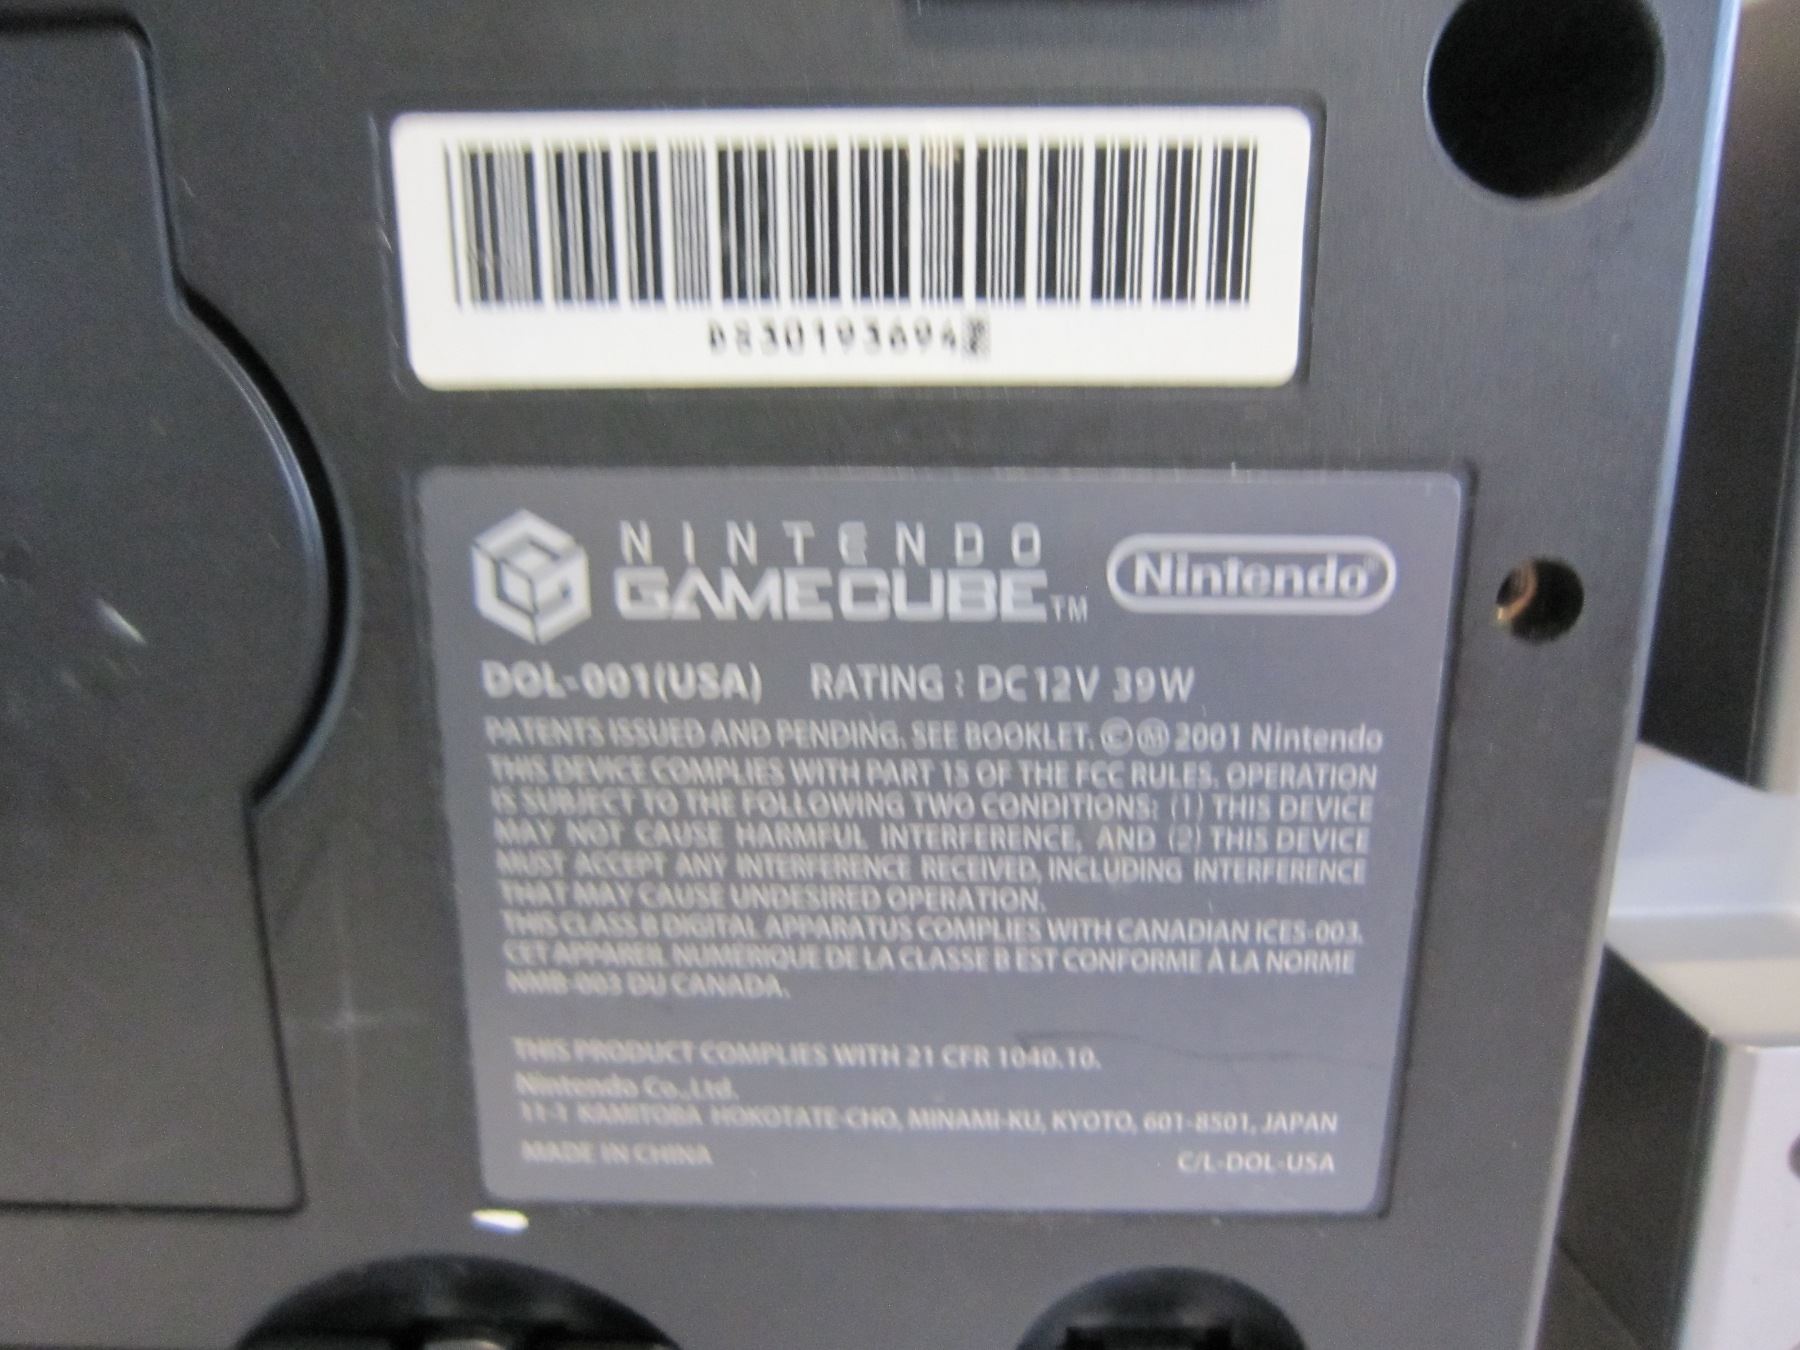 DS30193694
NINTENDO
GAMECUBE™
Nintendo®
DOL-001(USA) RATING : DC 12V 39W
PATENTS ISSUED AND PENDING. SEE BOOKLET. ©Ⓜ 2001 Nintendo
THIS DEVICE COMPLIES WITH PART 15 OF THE FCC RULES. OPERATION
IS SUBJECT TO THE FOLLOWING TWO CONDITIONS: (1) THIS DEVICE
MAY NOT CAUSE HARMFUL INTERFERENCE, AND (2) THIS DEVICE
MUST ACCEPT ANY INTERFERENCE RECEIVED, INCLUDING INTERFERENCE
THAT MAY CAUSE UNDESIRED OPERATION.
THIS CLASS B DIGITAL APPARATUS COMPLIES WITH CANADIAN ICES-003.
CET APPAREIL NUMÉRIQUE DE LA CLASSE B EST CONFORME À LA NORME
NMB-003 DU CANADA.
THIS PRODUCT COMPLIES WITH 21 CFR 1040.10.
Nintendo Co., Ltd.
11-1 KAMITOBA HOKOTATE-CHO, MINAMI-KU, KYOTO, 601-8501, JAPAN
MADE IN CHINA
C/L-DOL-USA